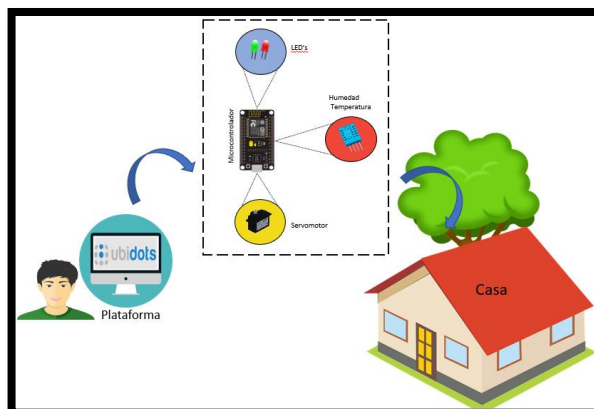 LED's
Humedad
Temperatura
Microcontrolador
Servomotor
ubidots
Plataforma
Casa